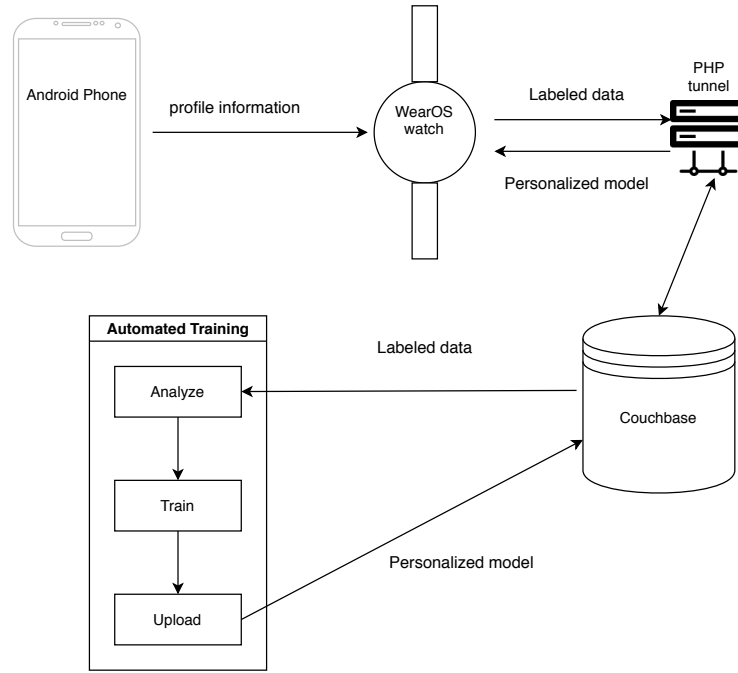 Android Phone
profile information
WearOS
watch
Labeled data
Personalized model
PHP
tunnel
Automated Training
Analyze
Train
Upload
Labeled data
Personalized model
Couchbase